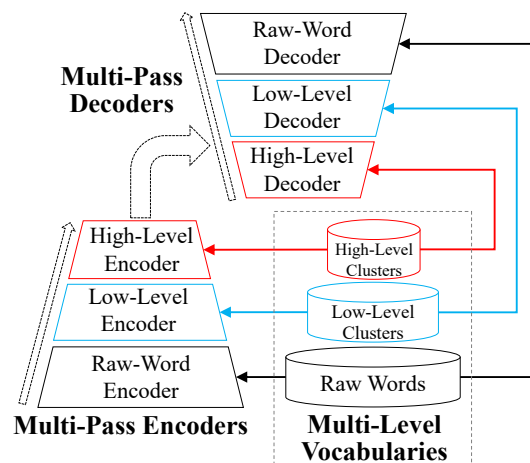 Raw-Word
Decoder
Multi-Pass
Decoders
Low-Level
Decoder
High-Level
Decoder
High-Level
Encoder
High-Level
Clusters
Low-Level
Encoder
Low-Level
Clusters
Raw-Word
Encoder
Raw Words
Multi-Pass Encoders
Multi-Level
Vocabularies